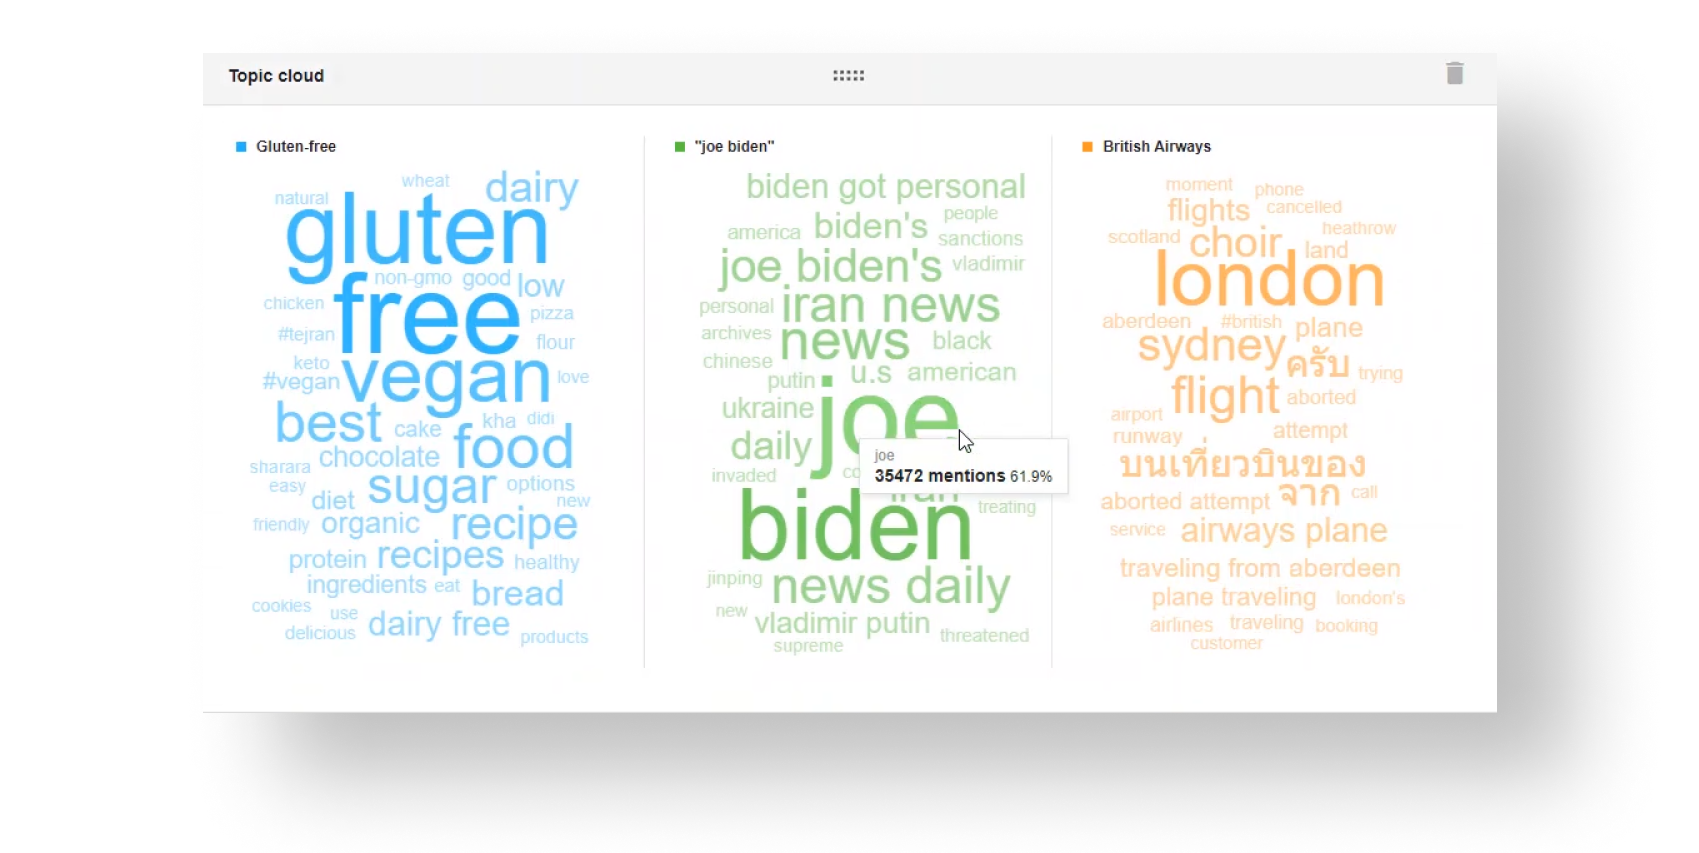 Topic cloud
Gluten-free
wheat
dairy
natural
gluten
non-gmo good low
free
chicken
pizza
#tejran
flour
keto
vegan
#vegan
love
best
kha
didi
cake
food
chocolate
sharara
sugar
easy
options
diet
new
friendly
organic
recipe
protein
recipes
healthy
ingredients
eat
bread
cookies
use
dairy free
delicious
products
"joe biden"
biden got personal
people
biden's
america
sanctions
joe biden's
vladimir
personal
iran news
archives
news
black
chinese
putin
u.s
american
ukraine
joe
daily
joe
35472 mentions 61.9%
invaded
iran
treating
biden
jinping
news daily
new
vladimir putin
threatened
supreme
British Airways
moment
phone
flights
cancelled
heathrow
scotland
choir
land
london
aberdeen
#british
plane
sydney
ครับ
trying
flight
aborted
airport
runway
attempt
บนเที่ยวบินของ
จาก
call
aborted attempt
service
airways plane
traveling from aberdeen
plane traveling
london's
airlines
traveling
booking
customer